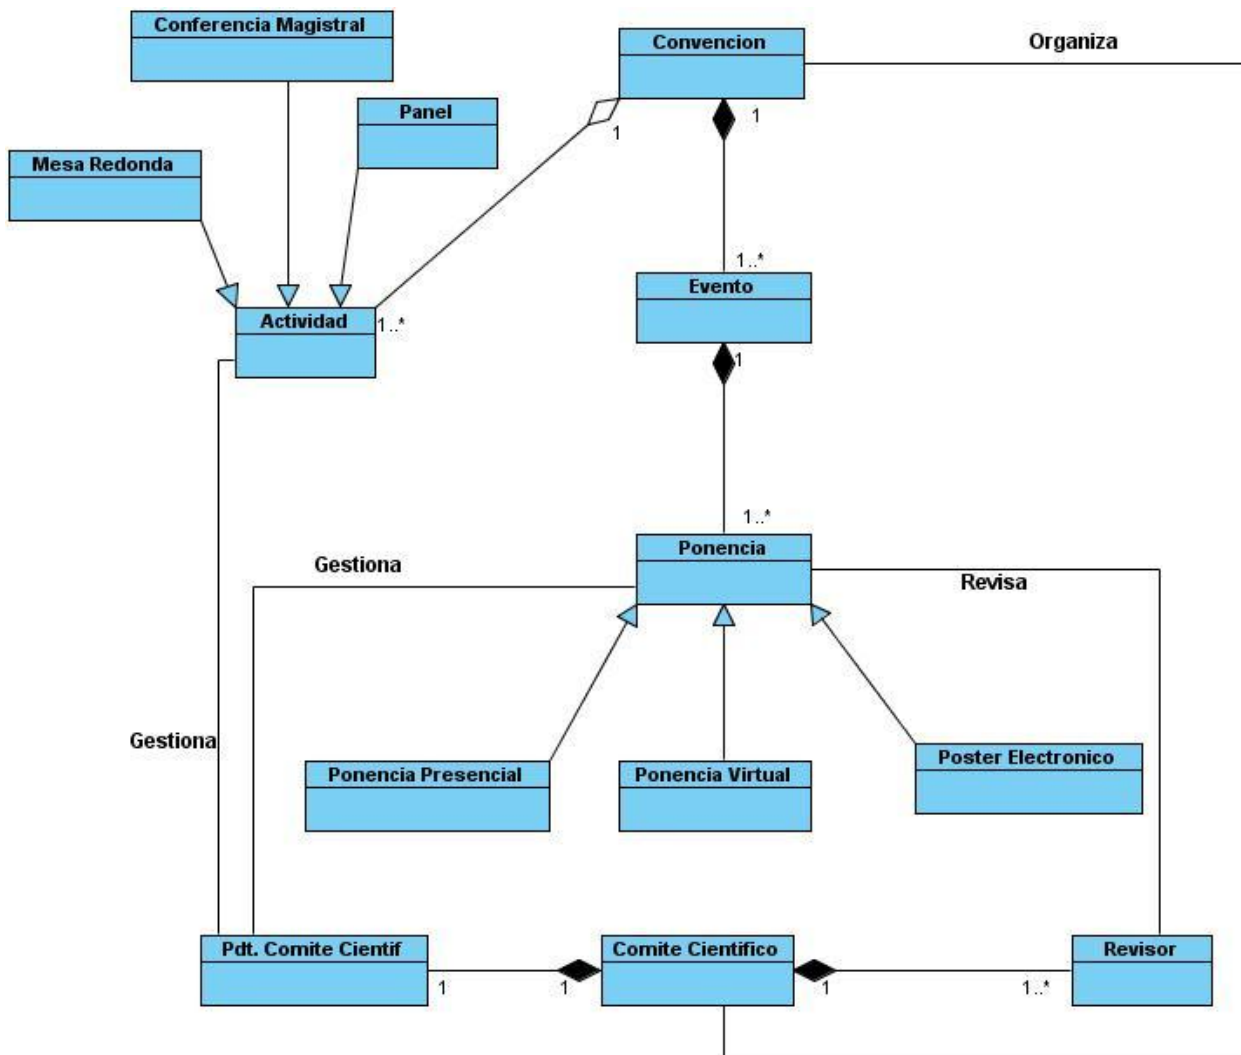 Conferencia Magistral
Convencion
Organiza
Panel
1
1
Mesa Redonda
1..*
Evento
Actividad
1..*
1
1..*
Ponencia
Gestiona
Revisa
Gestiona
Ponencia Presencial
Ponencia Virtual
Poster Electronico
Pdt. Comite Cientif
Comite Cientifico
Revisor
1
1
1
1..*